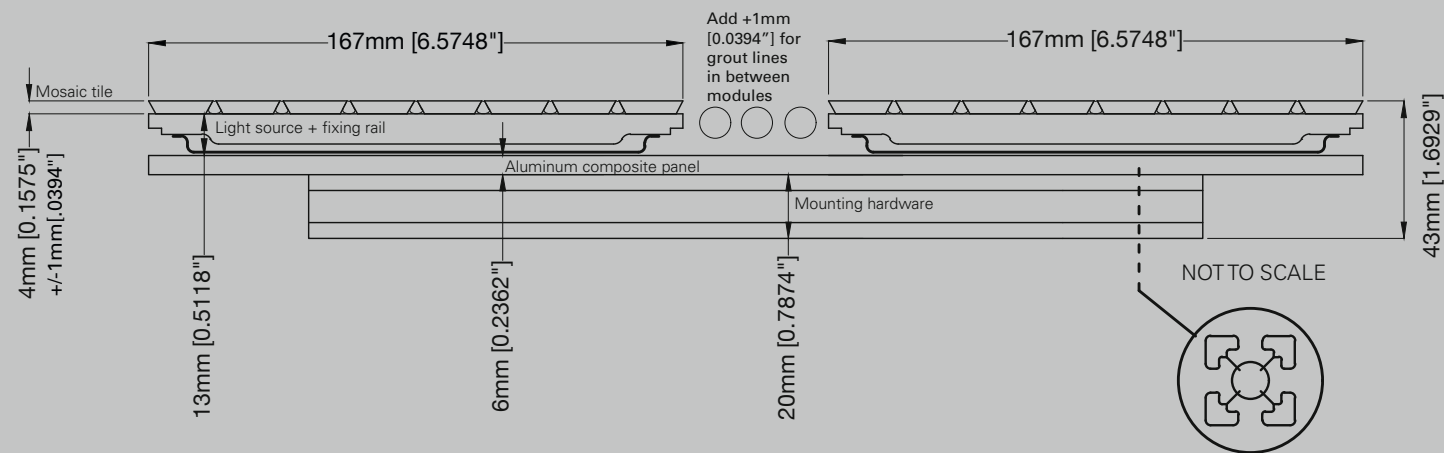 167mm [6.5748"]
Add +1mm
[0.0394"] for
grout lines
in between
modules
167mm [6.5748"]
Mosaic tile
Light source + fixing rail
Aluminum composite panel
Mounting hardware
4mm [0.1575"]
+/-1mm[.0394"]
13mm [0.5118"]
6mm [0.2362"]
20mm [0.7874"]
43mm [1.6929"]
NOT TO SCALE